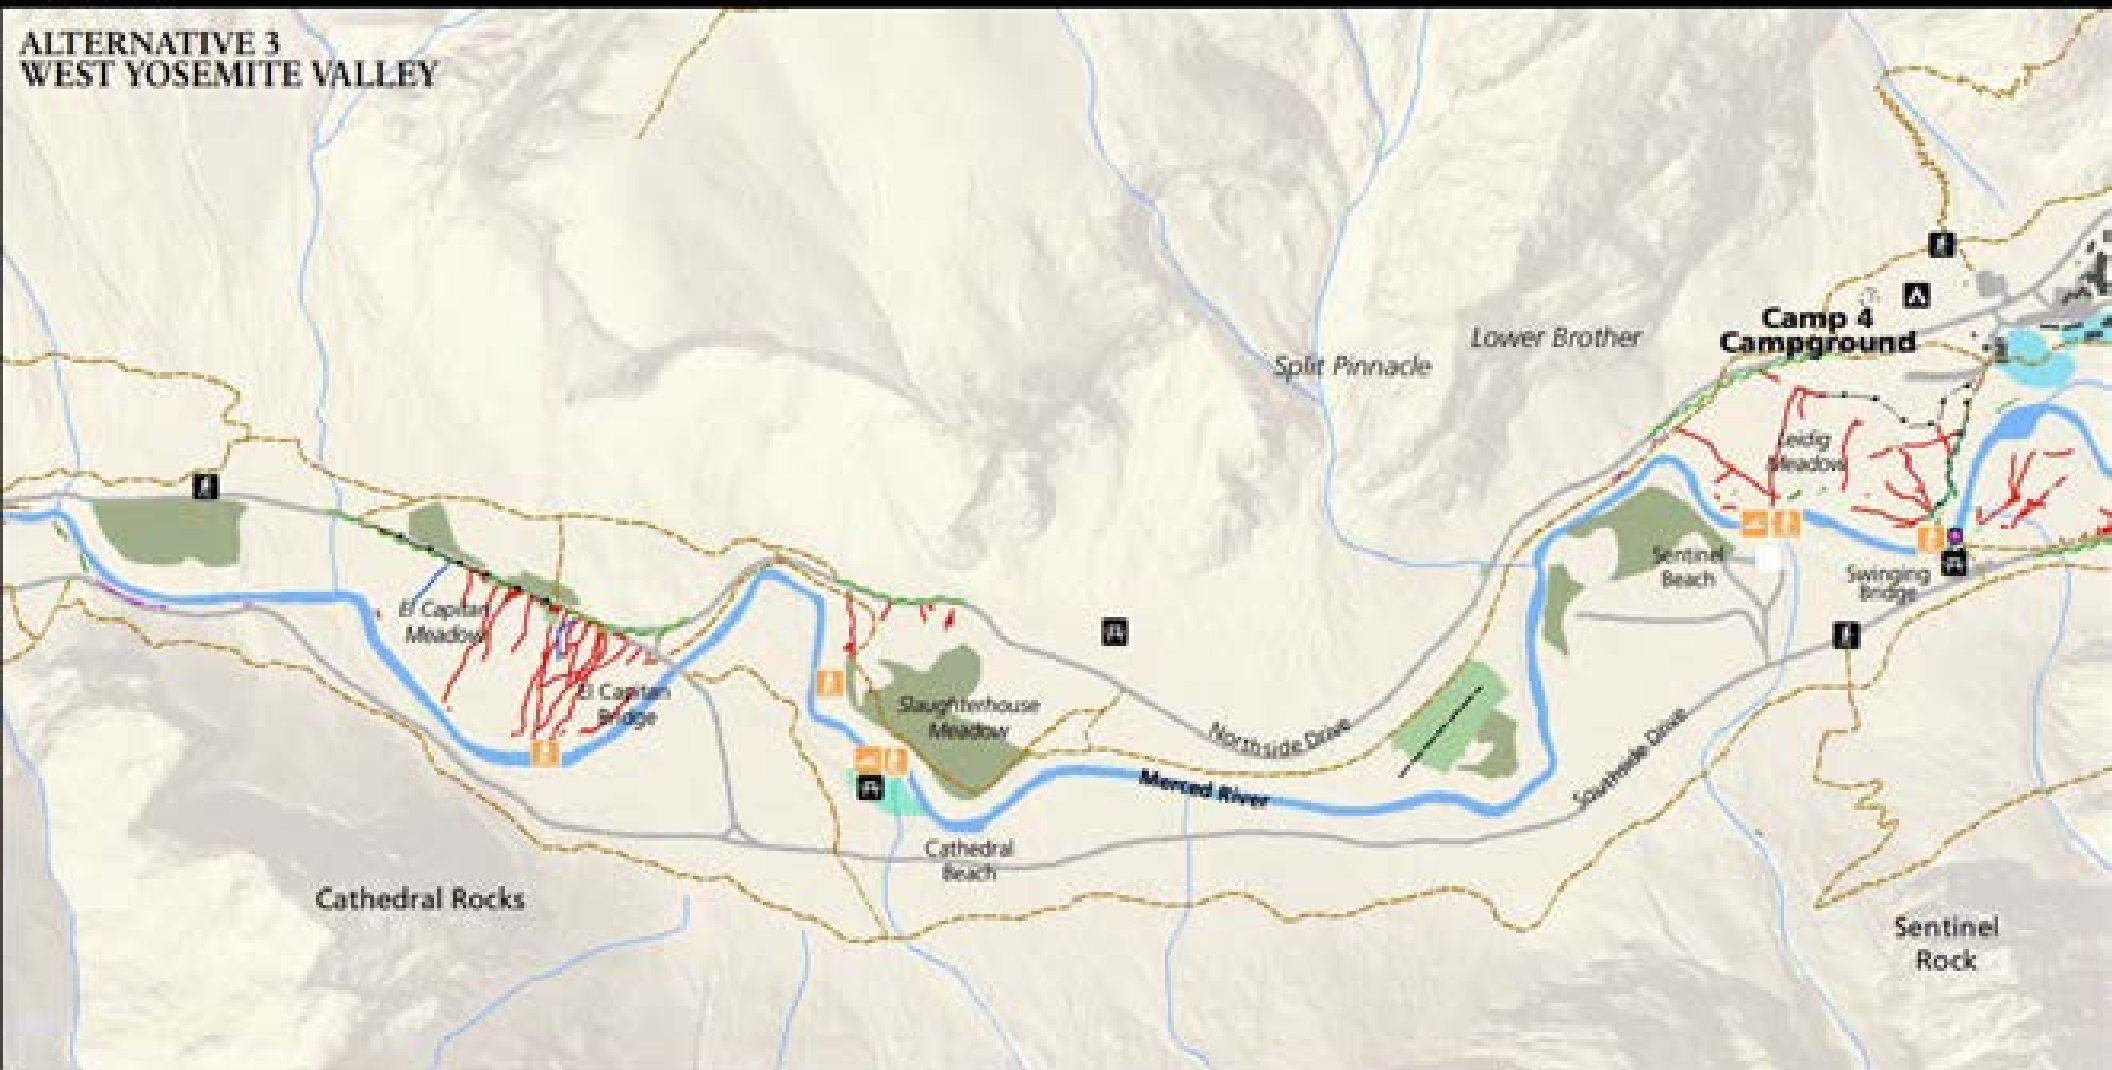 ALTERNATIVE 3
WEST YOSEMITE VALLEY
Camp 4
Campground
Lower Brother
Split Pinnacle
Leidig
Meadow
Sentinel
Beach
Swinging
Bridge
El Capitan
Meadow
El Capitan
Bridge
Slaughterhouse
Meadow
Northside Drive
Merced River
Southside Drive
Cathedral
Beach
Cathedral Rocks
Sentinel
Rock